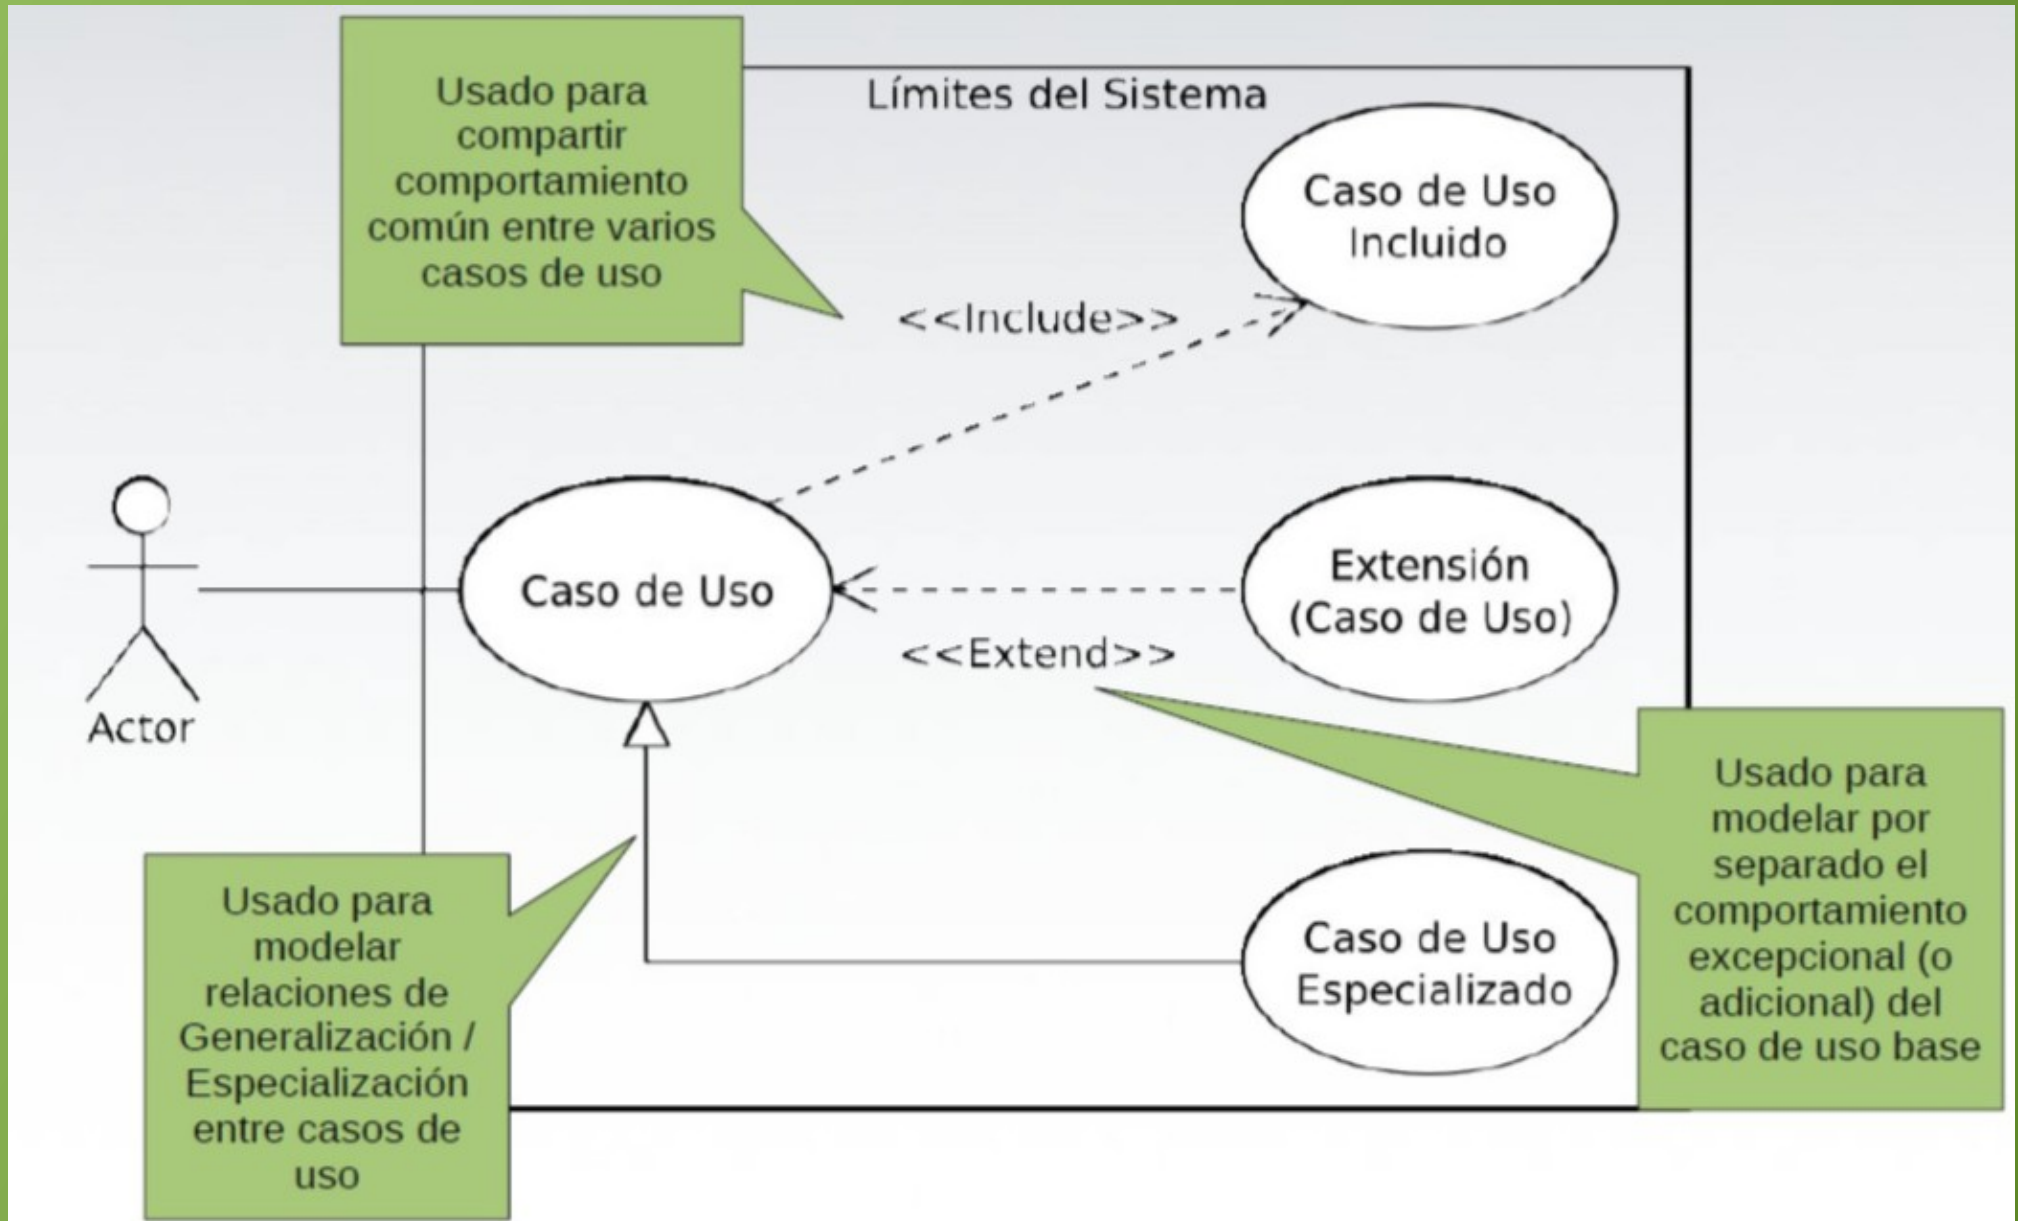 Usado para
compartir
comportamiento
común entre varios
casos de uso
Límites del Sistema
Caso de Uso
Incluido
<<Include>>
Actor
Caso de Uso
Extensión
(Caso de Uso)
<<Extend>>
Usado para
modelar
relaciones de
Generalización /
Especialización
entre casos de
uso
Caso de Uso
Especializado
Usado para
modelar por
separado el
comportamiento
excepcional (o
adicional) del
caso de uso base